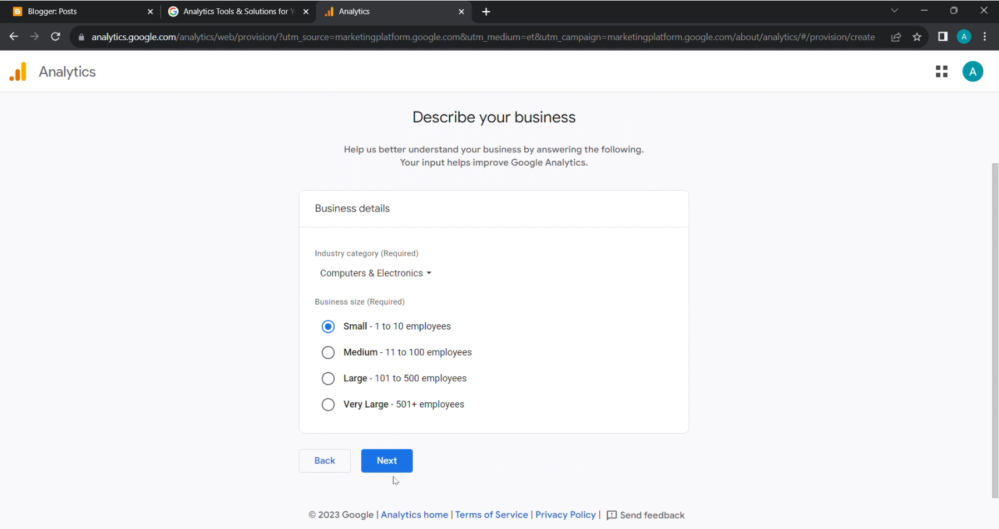 Blogger: Posts
Analytics Tools & Solutions for Y
Analytics
analytics.google.com/analytics/web/provision/?utm_source=marketingplatform.google.com&utm_medium=et&utm_campaign=marketingplatform.google.com/about/analytics/#/provision/create
A
Analytics
A
Describe your business
Help us better understand your business by answering the following.
Your input helps improve Google Analytics.
Business details
Industry category (Required)
Computers & Electronics
Business size (Required)
Small - 1 to 10 employees
Medium - 11 to 100 employees
Large - 101 to 500 employees
Very Large - 501+ employees
Back
Next
© 2023 Google | Analytics home | Terms of Service | Privacy Policy | Send feedback